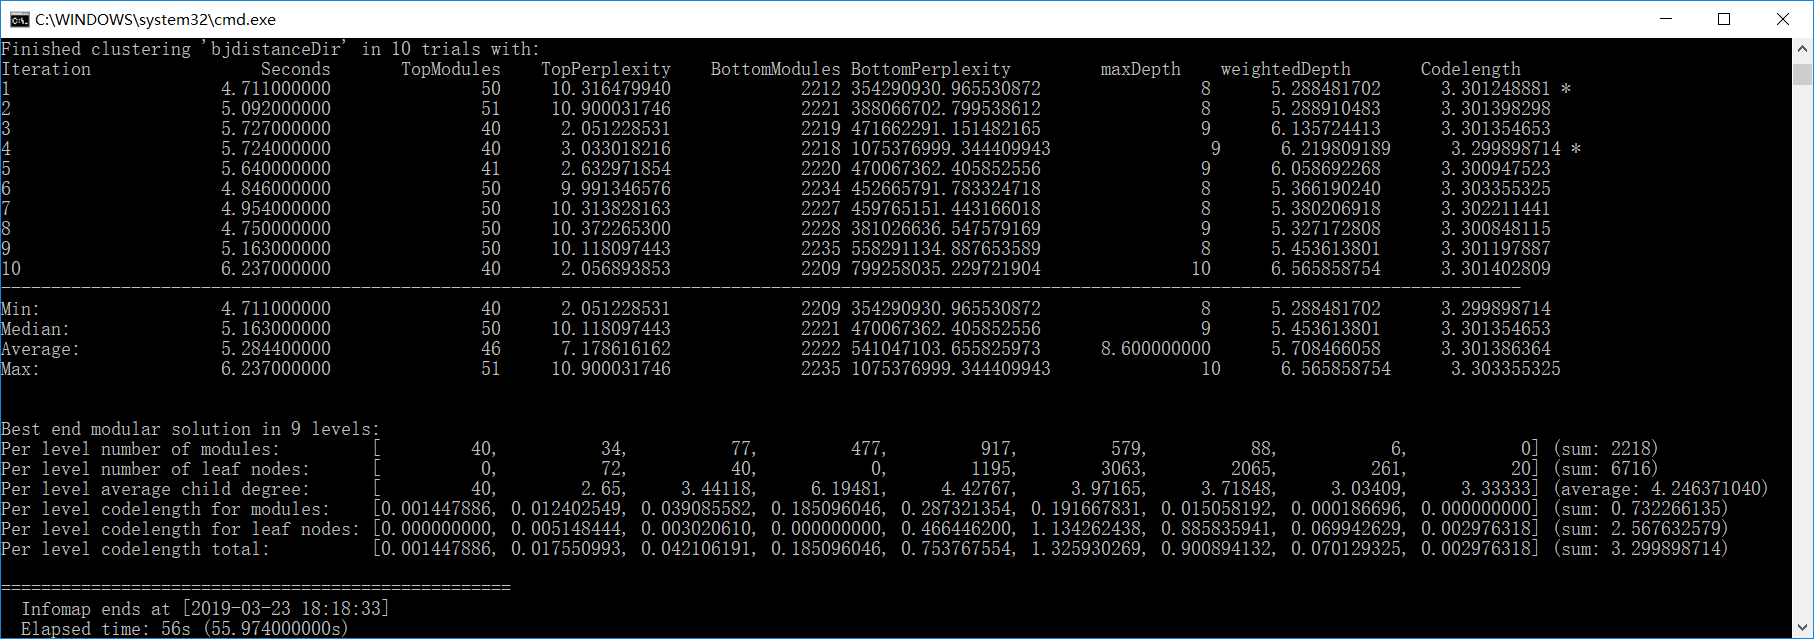 C:\WINDOWS\system32\cmd.exe
Finished clustering 'bjdistanceDir' in 10 trials with:
Iteration Seconds TopModules TopPerplexity BottomModules BottomPerplexity maxDepth weightedDepth Codelength
1 4.711000000 50 10.316479940 2212 354290930.965530872 8 5.288481702 3.301248881 *
2 5.092000000 51 10.900031746 2221 388066702.799538612 8 5.288910483 3.301398298
3 5.727000000 40 2.051228531 2219 471662291.151482165 9 6.135724413 3.301354653
4 5.724000000 40 3.033018216 2218 1075376999.344409943 9 6.219809189 3.299898714 *
5 5.640000000 41 2.632971854 2220 470067362.405852556 9 6.058692268 3.300947523
6 4.846000000 50 9.991346576 2234 452665791.783324718 8 5.366190240 3.303355325
7 4.954000000 50 10.313828163 2227 459765151.443166018 8 5.380206918 3.302211441
8 4.750000000 50 10.372265300 2228 381026636.547579169 9 5.327172808 3.300848115
9 5.163000000 50 10.118097443 2235 558291134.887653589 8 5.453613801 3.301197887
10 6.237000000 40 2.056893853 2209 799258035.229721904 10 6.565858754 3.301402809
--------------------------------------------------------------------------------------------------------------------------------------------------------
Min: 4.711000000 40 2.051228531 2209 354290930.965530872 8 5.288481702 3.299898714
Median: 5.163000000 50 10.118097443 2221 470067362.405852556 9 5.453613801 3.301354653
Average: 5.284400000 46 7.178616162 2222 541047103.655825973 8.600000000 5.708466058 3.301386364
Max: 6.237000000 51 10.900031746 2235 1075376999.344409943 10 6.565858754 3.303355325
Best end modular solution in 9 levels:
Per level number of modules: [ 40, 34, 77, 477, 917, 579, 88, 6, 0] (sum: 2218)
Per level number of leaf nodes: [ 0, 72, 40, 0, 1195, 3063, 2065, 261, 20] (sum: 6716)
Per level average child degree: [ 40, 2.65, 3.44118, 6.19481, 4.42767, 3.97165, 3.71848, 3.03409, 3.33333] (average: 4.246371040)
Per level codelength for modules: [0.001447886, 0.012402549, 0.039085582, 0.185096046, 0.287321354, 0.191667831, 0.015058192, 0.000186696, 0.000000000] (sum: 0.732266135)
Per level codelength for leaf nodes: [0.000000000, 0.005148444, 0.003020610, 0.000000000, 0.466446200, 1.134262438, 0.885835941, 0.069942629, 0.002976318] (sum: 2.567632579)
Per level codelength total: [0.001447886, 0.017550993, 0.042106191, 0.185096046, 0.753767554, 1.325930269, 0.900894132, 0.070129325, 0.002976318] (sum: 3.299898714)
===================================================
Infomap ends at [2019-03-23 18:18:33]
Elapsed time: 56s (55.974000000s)